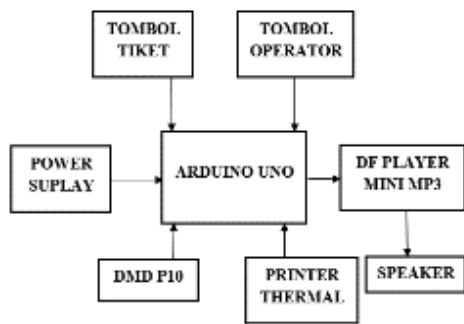 TOMBOL
TIKET
TOMBOL
OPERATOR
POWER
SUPLAY
ARDUINO UNO
DF PLAYER
MINI MP3
DMD P10
PRINTER
THERMAL
SPEAKER